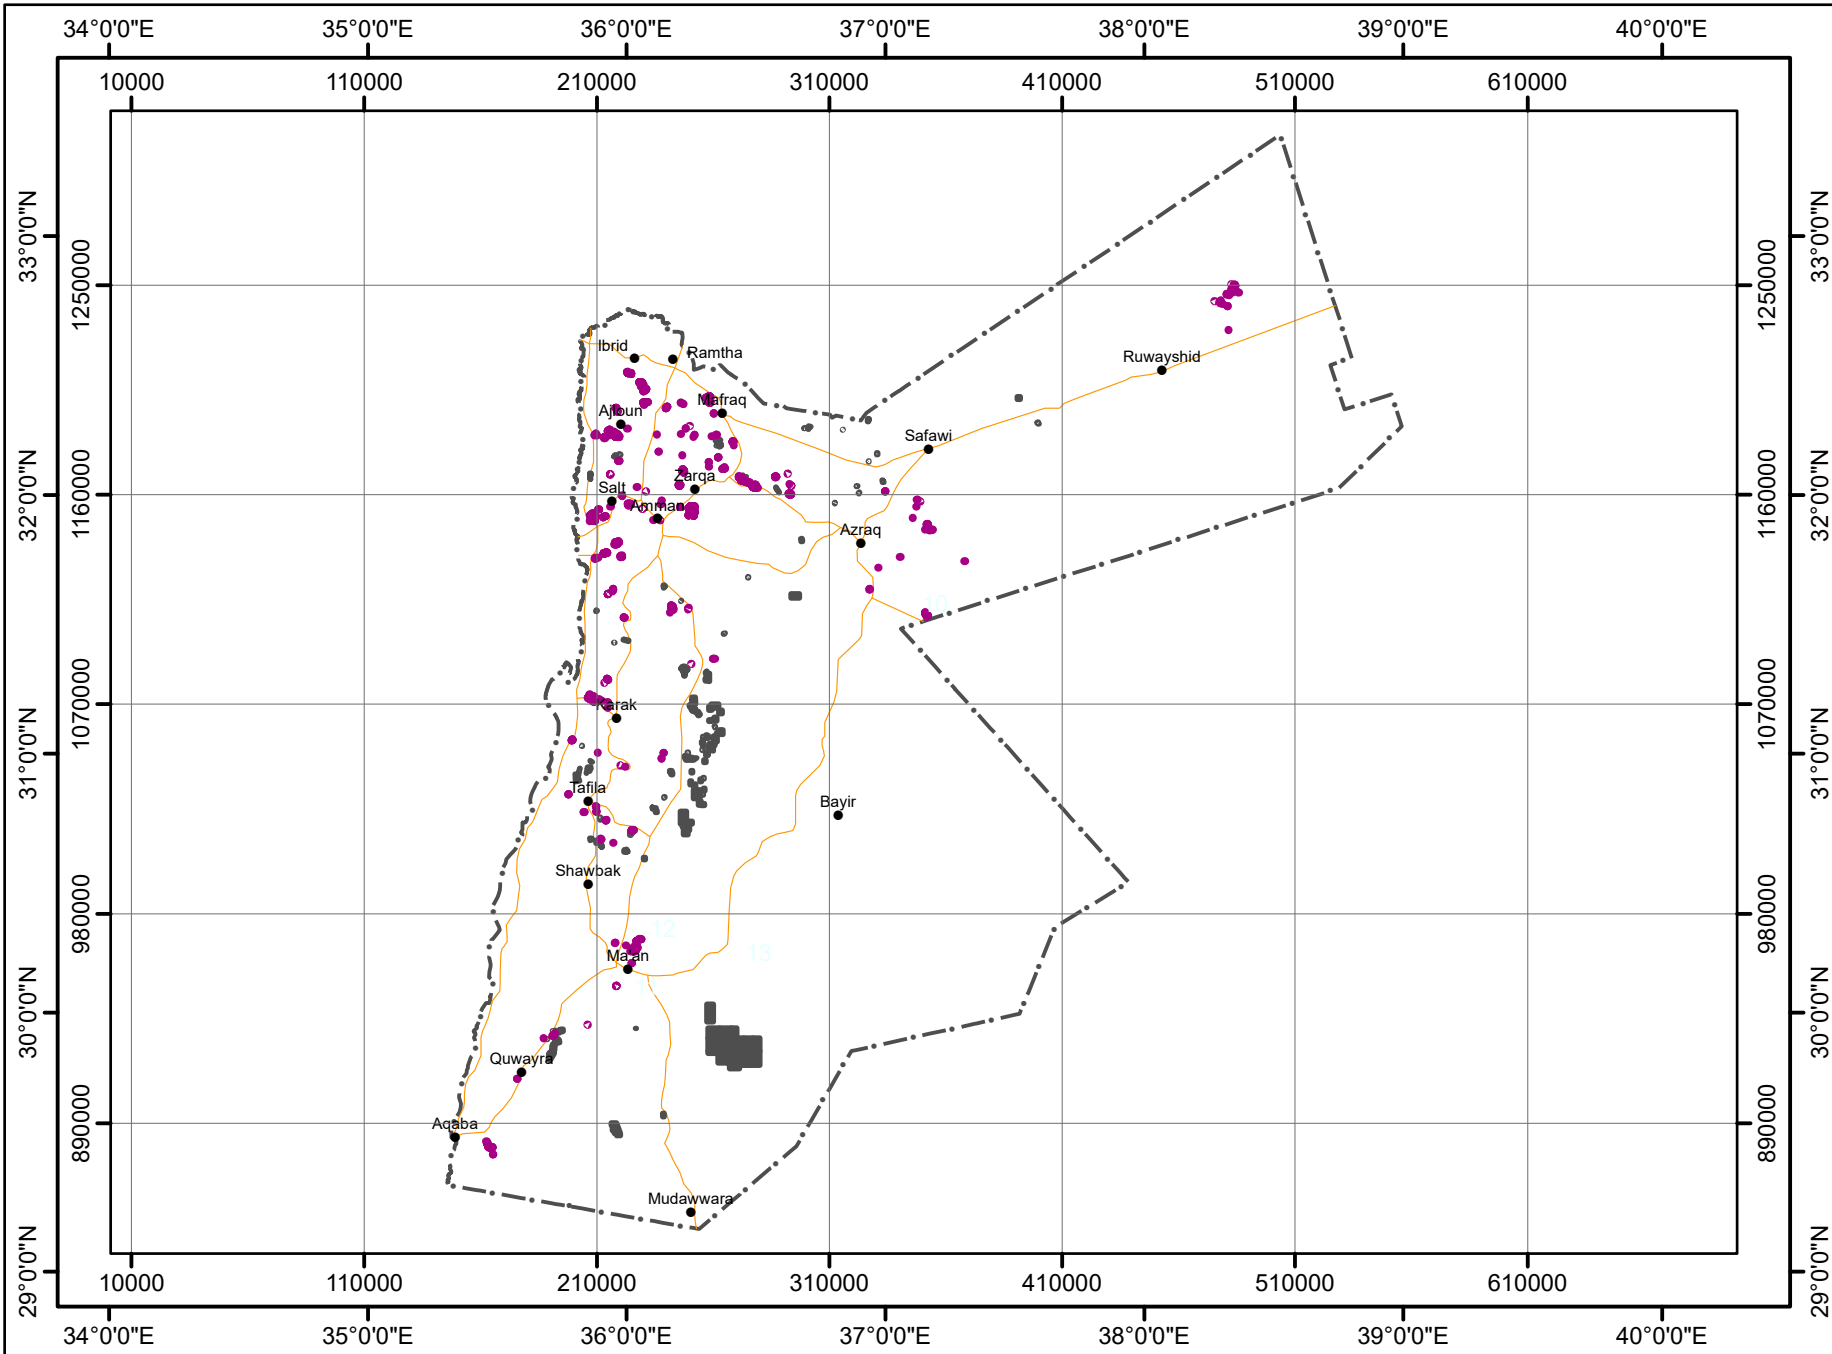 34°0'0"E 35°0'0"E 36°0'0"E 37°0'0"E 38°0'0"E 39°0'0"E 40°0'0"E
10000 110000 210000 310000 410000 510000 610000
33°0'0"N 33°0'0"N
1250000 1250000
Ibrid Ramtha
Ruwayshid
Mafraq
Ajloun
Safawi
32°0'0"N 32°0'0"N
1160000 1160000
Zarqa
Salt
Amman
Azraq
10
1070000 1070000
Karak
31°0'0"N 31°0'0"N
Tafila
Bayir
Shawbak
980000 980000
12
13
Ma'an
30°0'0"N 30°0'0"N
Quwayra
890000 890000
Aqaba
Mudawwara
29°0'0"N 29°0'0"N
10000 110000 210000 310000 410000 510000 610000
34°0'0"E 35°0'0"E 36°0'0"E 37°0'0"E 38°0'0"E 39°0'0"E 40°0'0"E